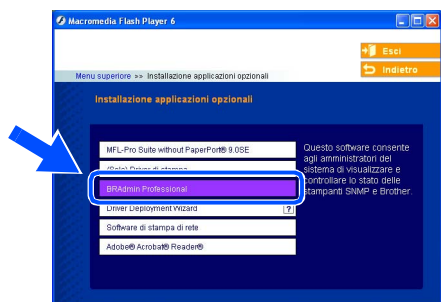 Macromedia Flash Player 6
Esci
Indietro
Menu superiore >> Installazione applicazioni opzionali
Installazione applicazioni opzionali
MFL-Pro Suite without PaperPort® 9.0SE
(Solo) Driver di stampa
BRAdmin Professional
Driver Deployment Wizard
?
Software di stampa di rete
Adobe® Acrobat® Reader®
Questo software consente
agli amministratori del
sistema di visualizzare e
controllare lo stato delle
stampanti SNMP e Brother.